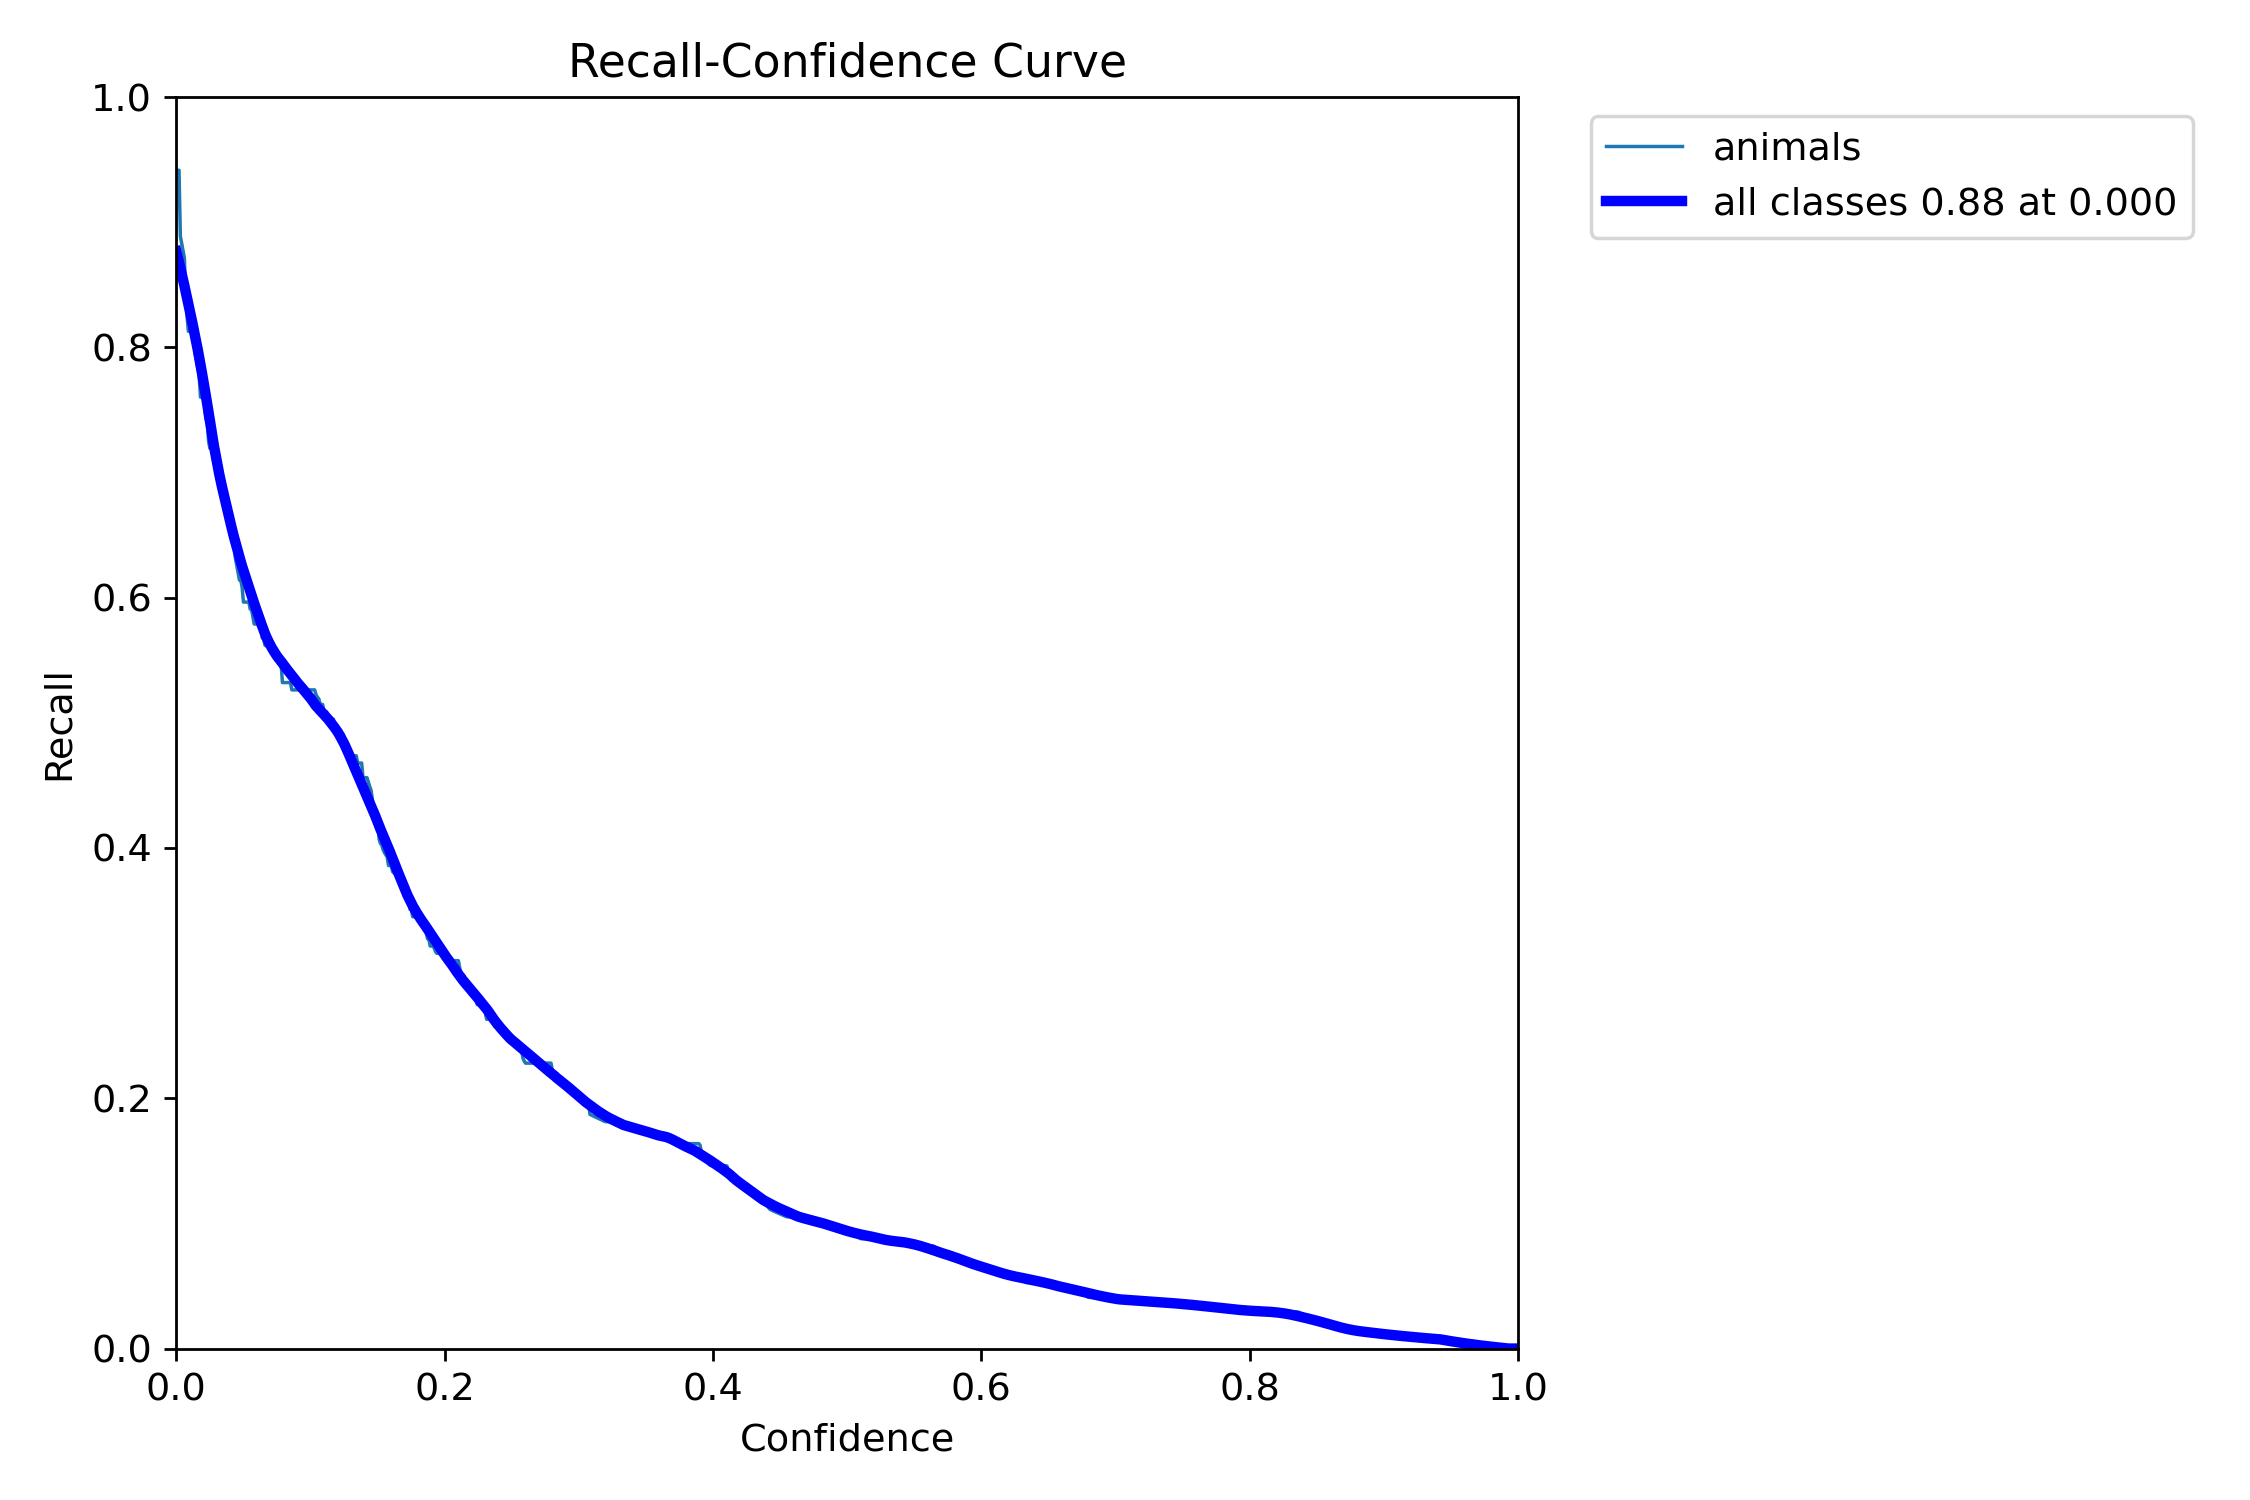 Recall-Confidence Curve
1.0
0.8
0.6
0.4
0.2
0.0
Recall
0.0 0.2 0.4 0.6 0.8 1.0
Confidence
animals
all classes 0.88 at 0.000